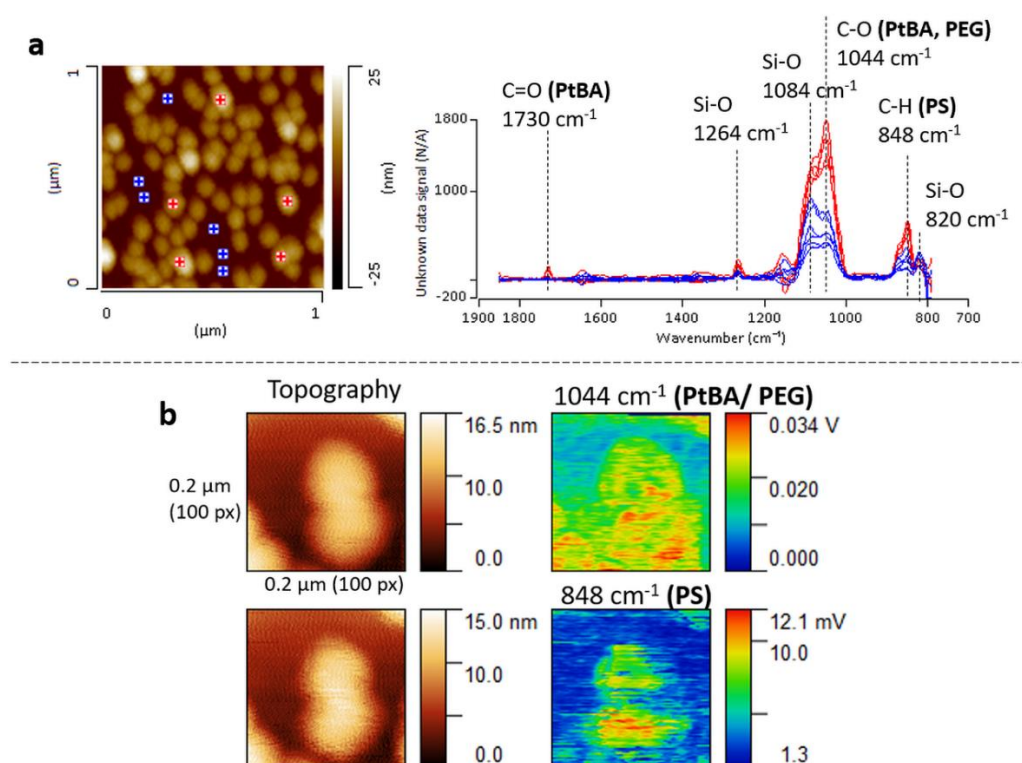 a
1
0
(µm)
0
1
(µm)
25
-25
(nm)
C=O (PtBA)
1730 cm-1
Si-O
1264 cm-1
Si-O
1084 cm-1
C-O (PtBA, PEG)
1044 cm-1
C-H (PS)
848 cm-1
Si-O
820 cm-1
Unknown data signal (N/A)
1800
1000
-200
1900 1800 1600 1400 1200 1000 800 700
Wavenumber (cm⁻¹)
b
Topography
0.2 µm
(100 px)
0.2 µm (100 px)
16.5 nm
10.0
0.0
1044 cm-1 (PtBA/ PEG)
0.034 V
0.020
0.000
15.0 nm
10.0
0.0
848 cm-1 (PS)
12.1 mV
10.0
1.3